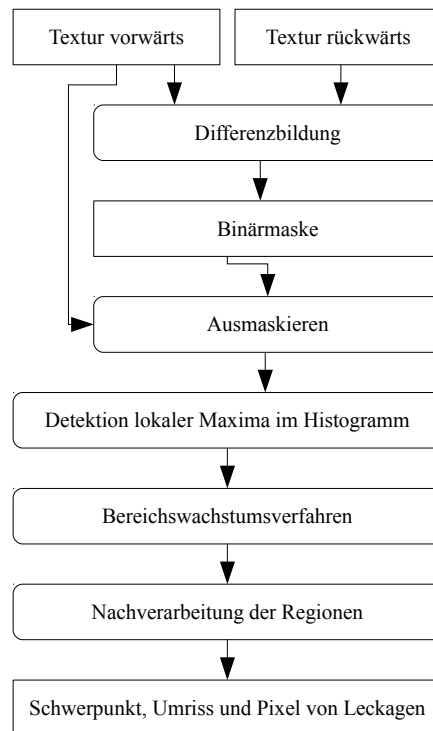 Textur vorwärts
Textur rückwärts
Differenzbildung
Binärmaske
Ausmaskieren
Detektion lokaler Maxima im Histogramm
Bereichswachstumsverfahren
Nachverarbeitung der Regionen
Schwerpunkt, Umriss und Pixel von Leckagen